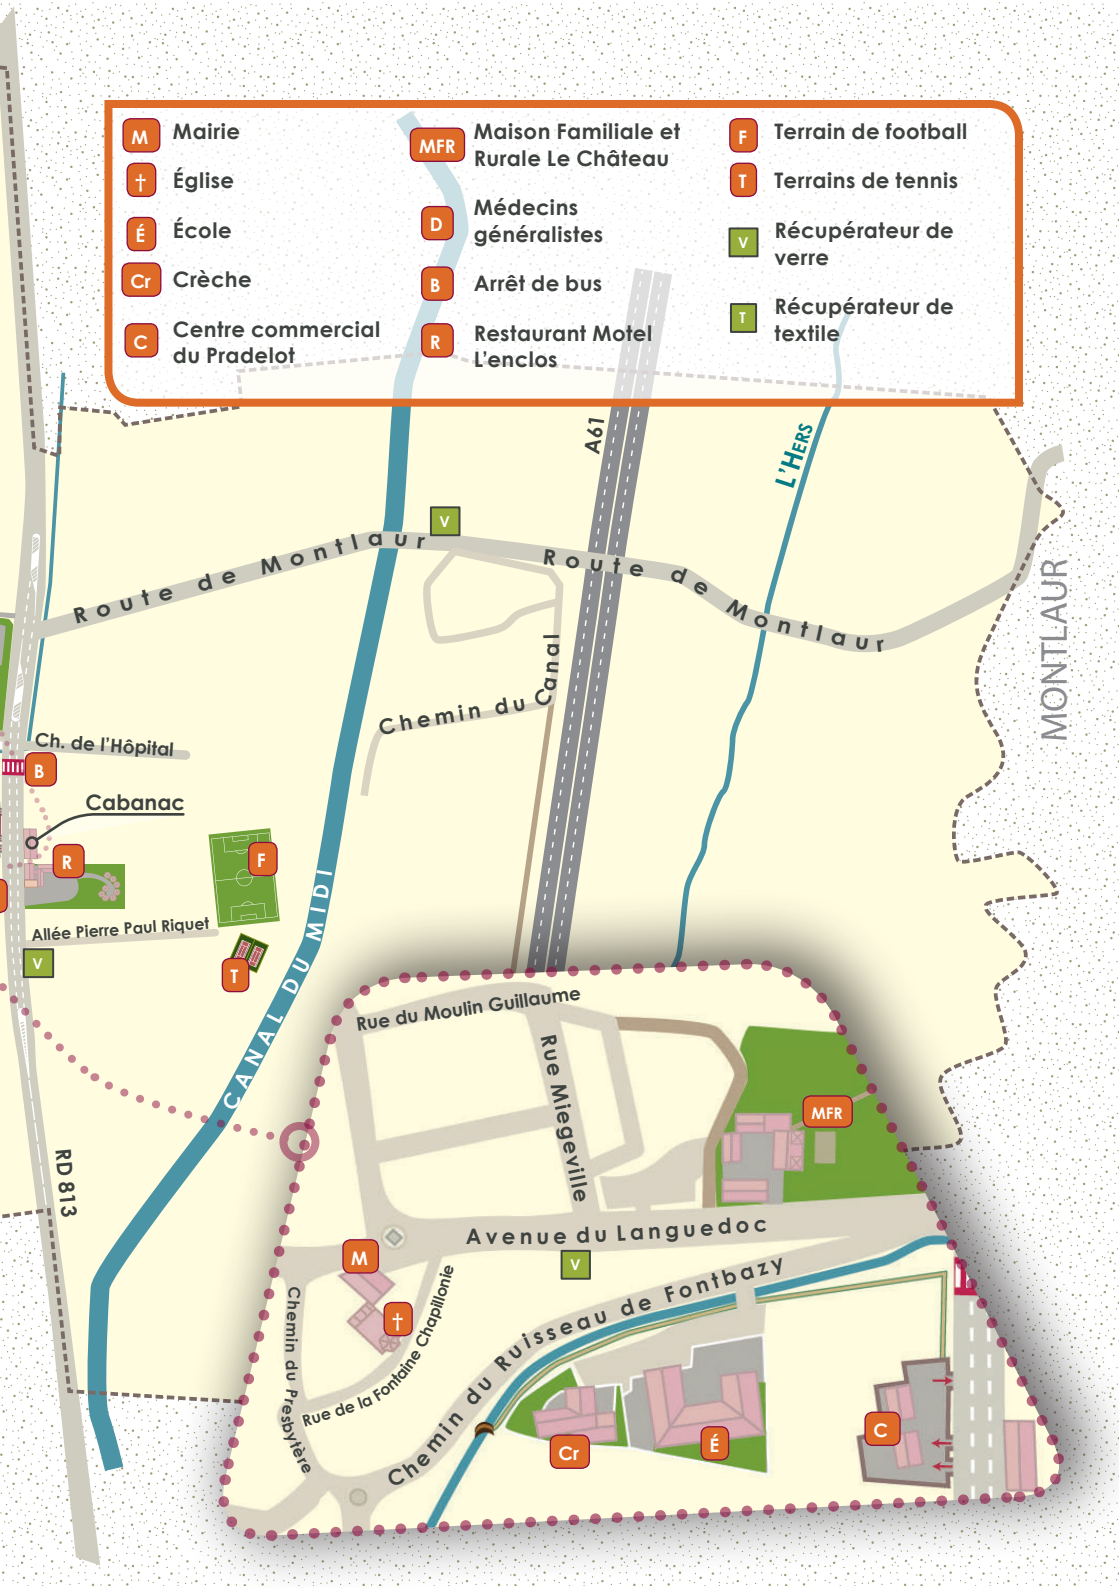 M Mairie
† Église
É École
Cr Crèche
C Centre commercial
du Pradelot
MFR Maison Familiale et
Rurale Le Château
D Médecins
généralistes
B Arrêt de bus
R Restaurant Motel
L'enclos
F Terrain de football
T Terrains de tennis
V Récupérateur de
verre
T Récupérateur de
textile
A61
L'HERS
V
Route de Montlaur
Route de Montlaur
MONTLAUR
Chemin du Canal
Ch. de l'Hôpital
B
Cabanac
R
F
Allée Pierre Paul Riquet
V
T
CANAL DU MIDI
RD 813
Rue du Moulin Guillaume
Rue Miegeville
MFR
Avenue du Languedoc
M
V
†
Chemin du Presbytère
Rue de la Fontaine Chapillonie
Chemin du Ruisseau de Fontbazy
Cr
É
C